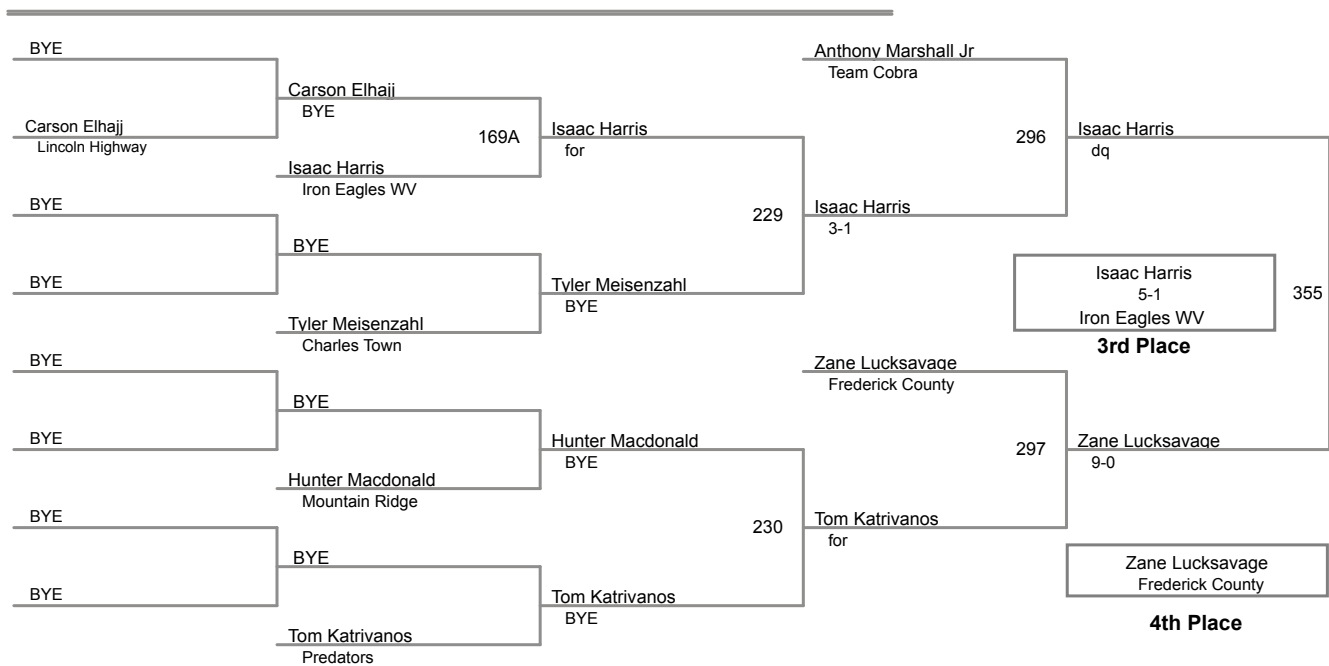 BYE
Anthony Marshall Jr
Team Cobra
Carson Elhajj
BYE
Carson Elhajj
Lincoln Highway
169A
Isaac Harris
for
296
Isaac Harris
dq
Isaac Harris
Iron Eagles WV
BYE
229
Isaac Harris
3-1
BYE
BYE
Tyler Meisenzahl
BYE
Isaac Harris
5-1
Iron Eagles WV
355
3rd Place
Tyler Meisenzahl
Charles Town
BYE
Zane Lucksavage
Frederick County
BYE
BYE
Hunter Macdonald
BYE
297
Zane Lucksavage
9-0
Hunter Macdonald
Mountain Ridge
BYE
230
Tom Katrivanos
for
BYE
Zane Lucksavage
Frederick County
BYE
Tom Katrivanos
BYE
4th Place
Tom Katrivanos
Predators